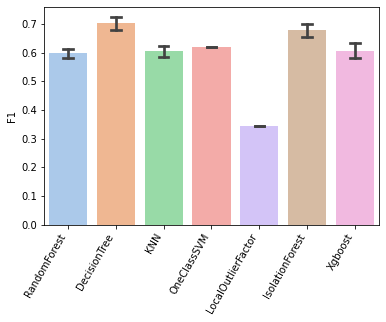 0.7
0.6
0.5
0.4
0.3
0.2
0.1
0.0
F1
RandomForest
DecisionTree
KNN
OneClassSVM
LocalOutlierFactor
IsolationForest
Xgboost